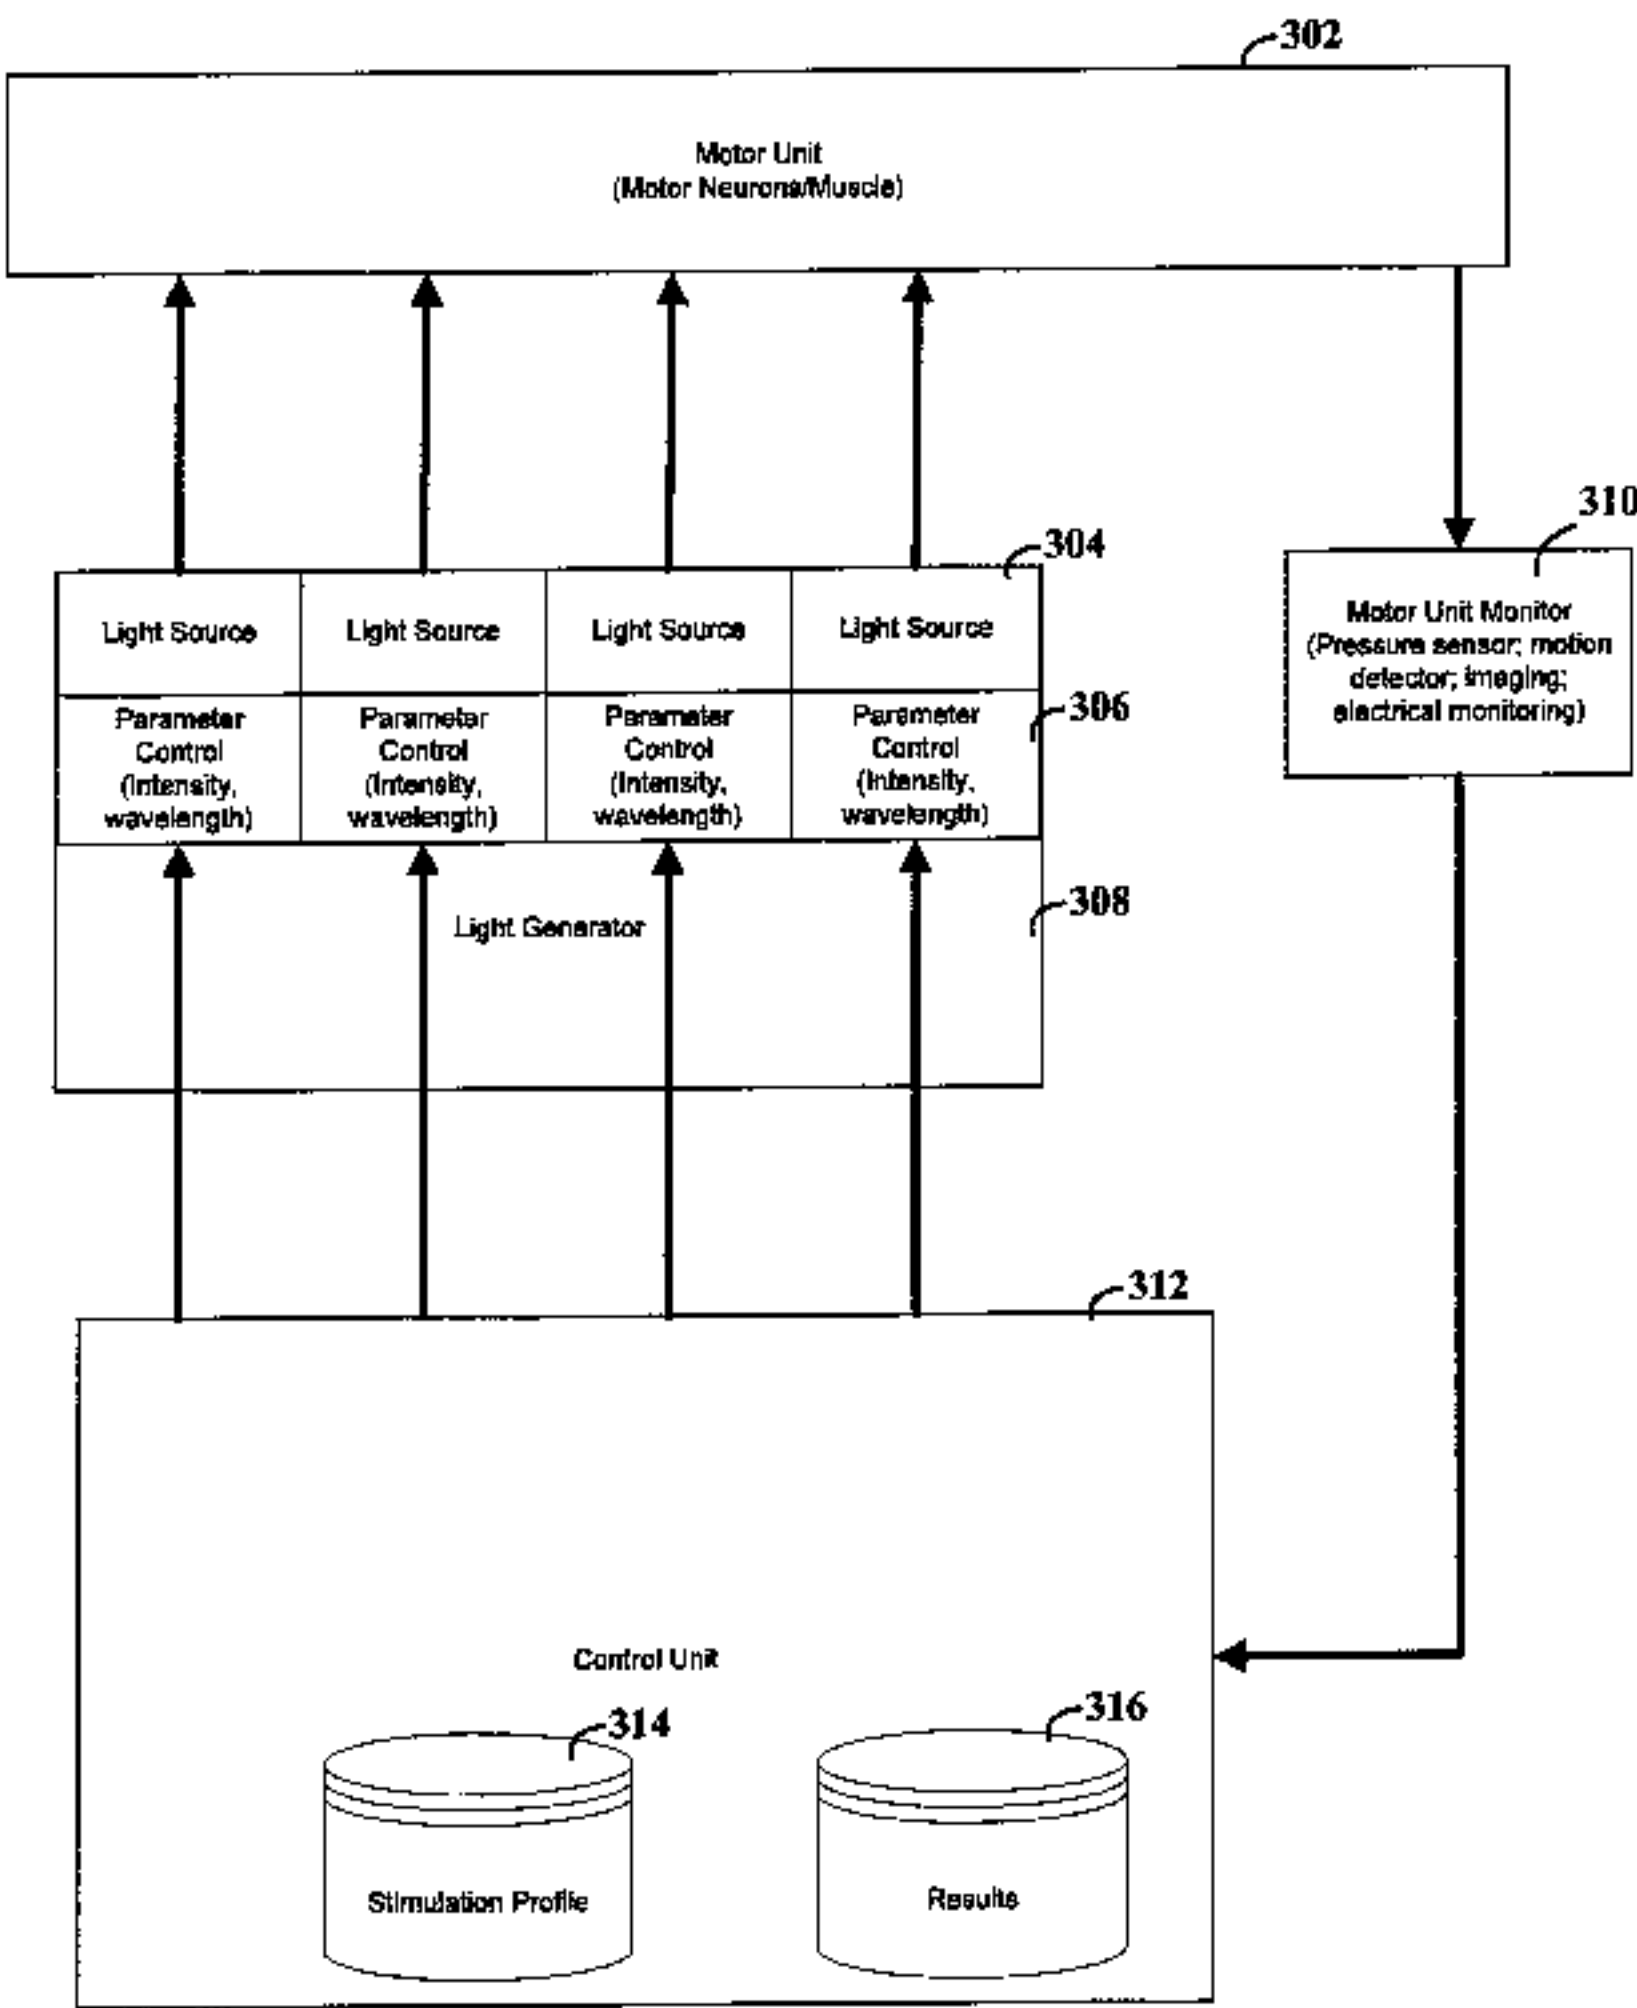 302
Motor Unit
(Motor Neurons/Muscle)
310
304
Light Source
Light Source
Light Source
Light Source
Motor Unit Monitor
(Pressure sensor; motion
detector; imaging;
electrical monitoring)
306
Parameter
Control
(Intensity,
wavelength)
Parameter
Control
(Intensity,
wavelength)
Parameter
Control
(Intensity,
wavelength)
Parameter
Control
(Intensity,
wavelength)
308
Light Generator
312
Control Unit
314
316
Stimulation Profile
Results